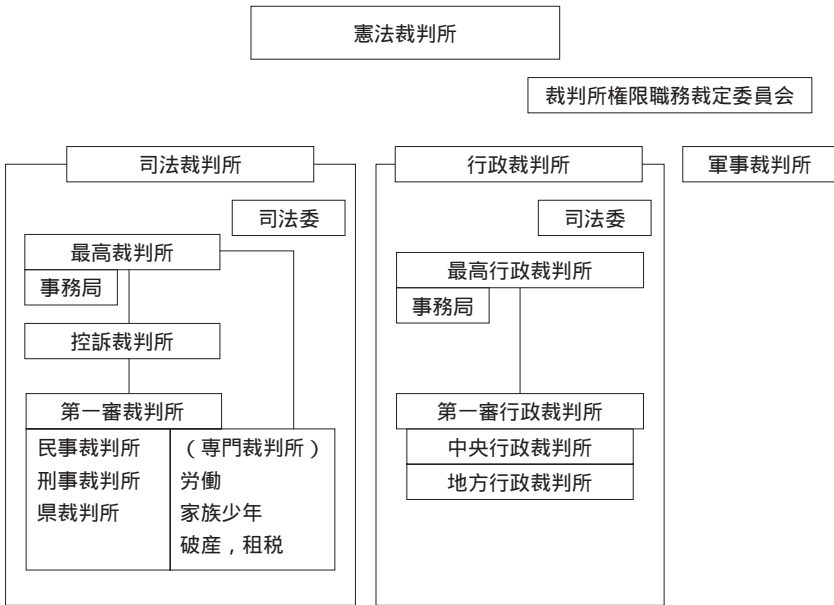 憲法裁判所
裁判所権限職務裁定委員会
司法裁判所
司法委
最高裁判所
事務局
控訴裁判所
第一審裁判所
民事裁判所
刑事裁判所
県裁判所
（専門裁判所）
労働
家族少年
破産，租税
行政裁判所
司法委
最高行政裁判所
事務局
第一審行政裁判所
中央行政裁判所
地方行政裁判所
軍事裁判所